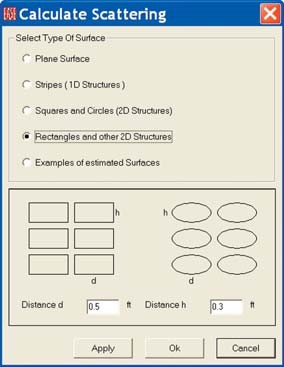 Calculate Scattering
Select Type Of Surface
Plane Surface
Stripes ( 1D Structures )
Squares and Circles (2D Structures)
Rectangles and other 2D Structures
Examples of estimated Surfaces
h
h
d
d
Distance d 0.5 ft Distance h 0.3 ft
Apply Ok Cancel